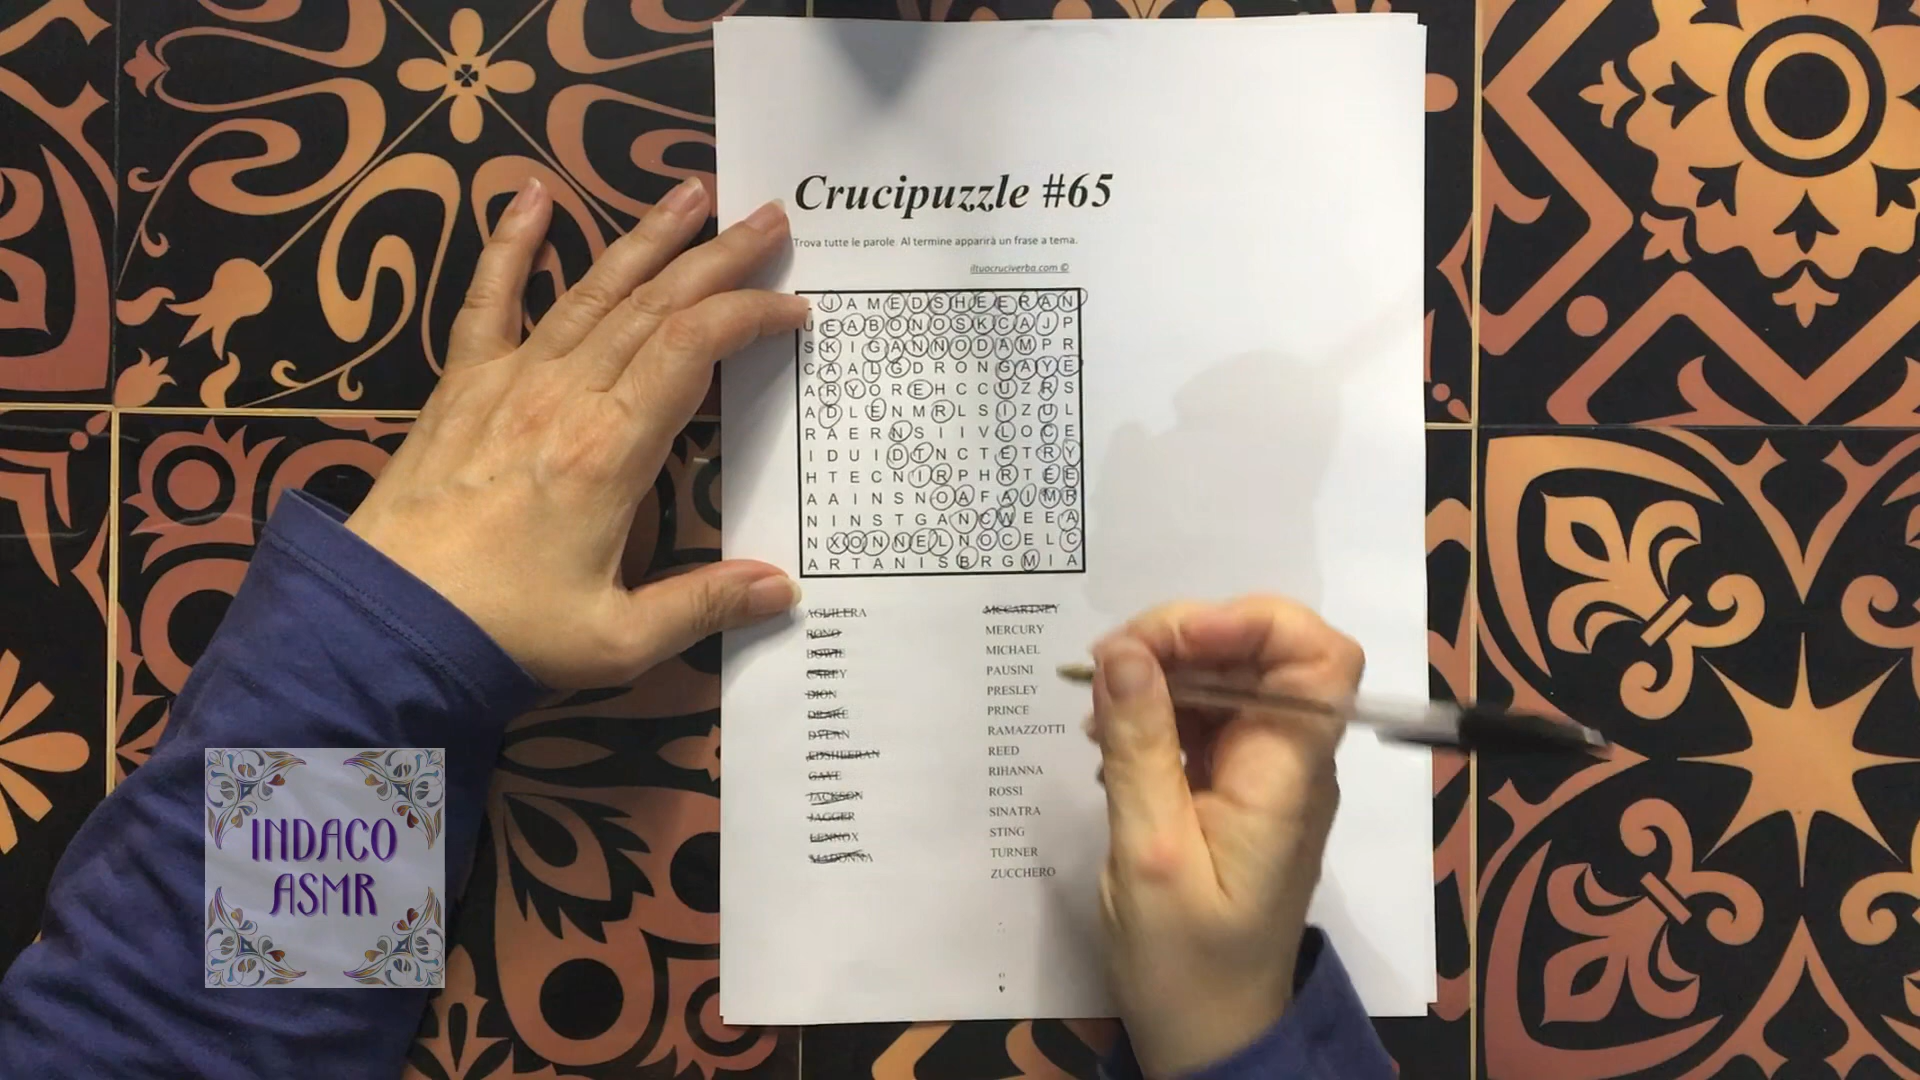 Crucipuzzle #65
Trova tutte le parole. Al termine apparirà un frase a tema.
iltuocruciverba.com ©
J A M E D S H E E R A N
U E A B O N O S K C A J P
S K I G A N N O D A M P R
C A A L G D R O N G A Y E
A R Y O R E H C C U Z R S
A D L E N M R L S I Z U L
R A E R N S I I V L O C E
I D U I D T N C T E T R Y
H T E C N I R P H R T E E
A A I N S N O A F A I M R
N I N S T G A N C W E E A
N X O N N E L N O C E L C
A R T A N I S B R G M I A
AGUILERA
BONO
BOWIE
CAREY
DION
DRAKE
DYLAN
EDSHEERAN
GAYE
JACKSON
JAGGER
LENNOX
MADONNA
MCCARTNEY
MERCURY
MICHAEL
PAUSINI
PRESLEY
PRINCE
RAMAZZOTTI
REED
RIHANNA
ROSSI
SINATRA
STING
TURNER
ZUCCHERO
INDACO
ASMR